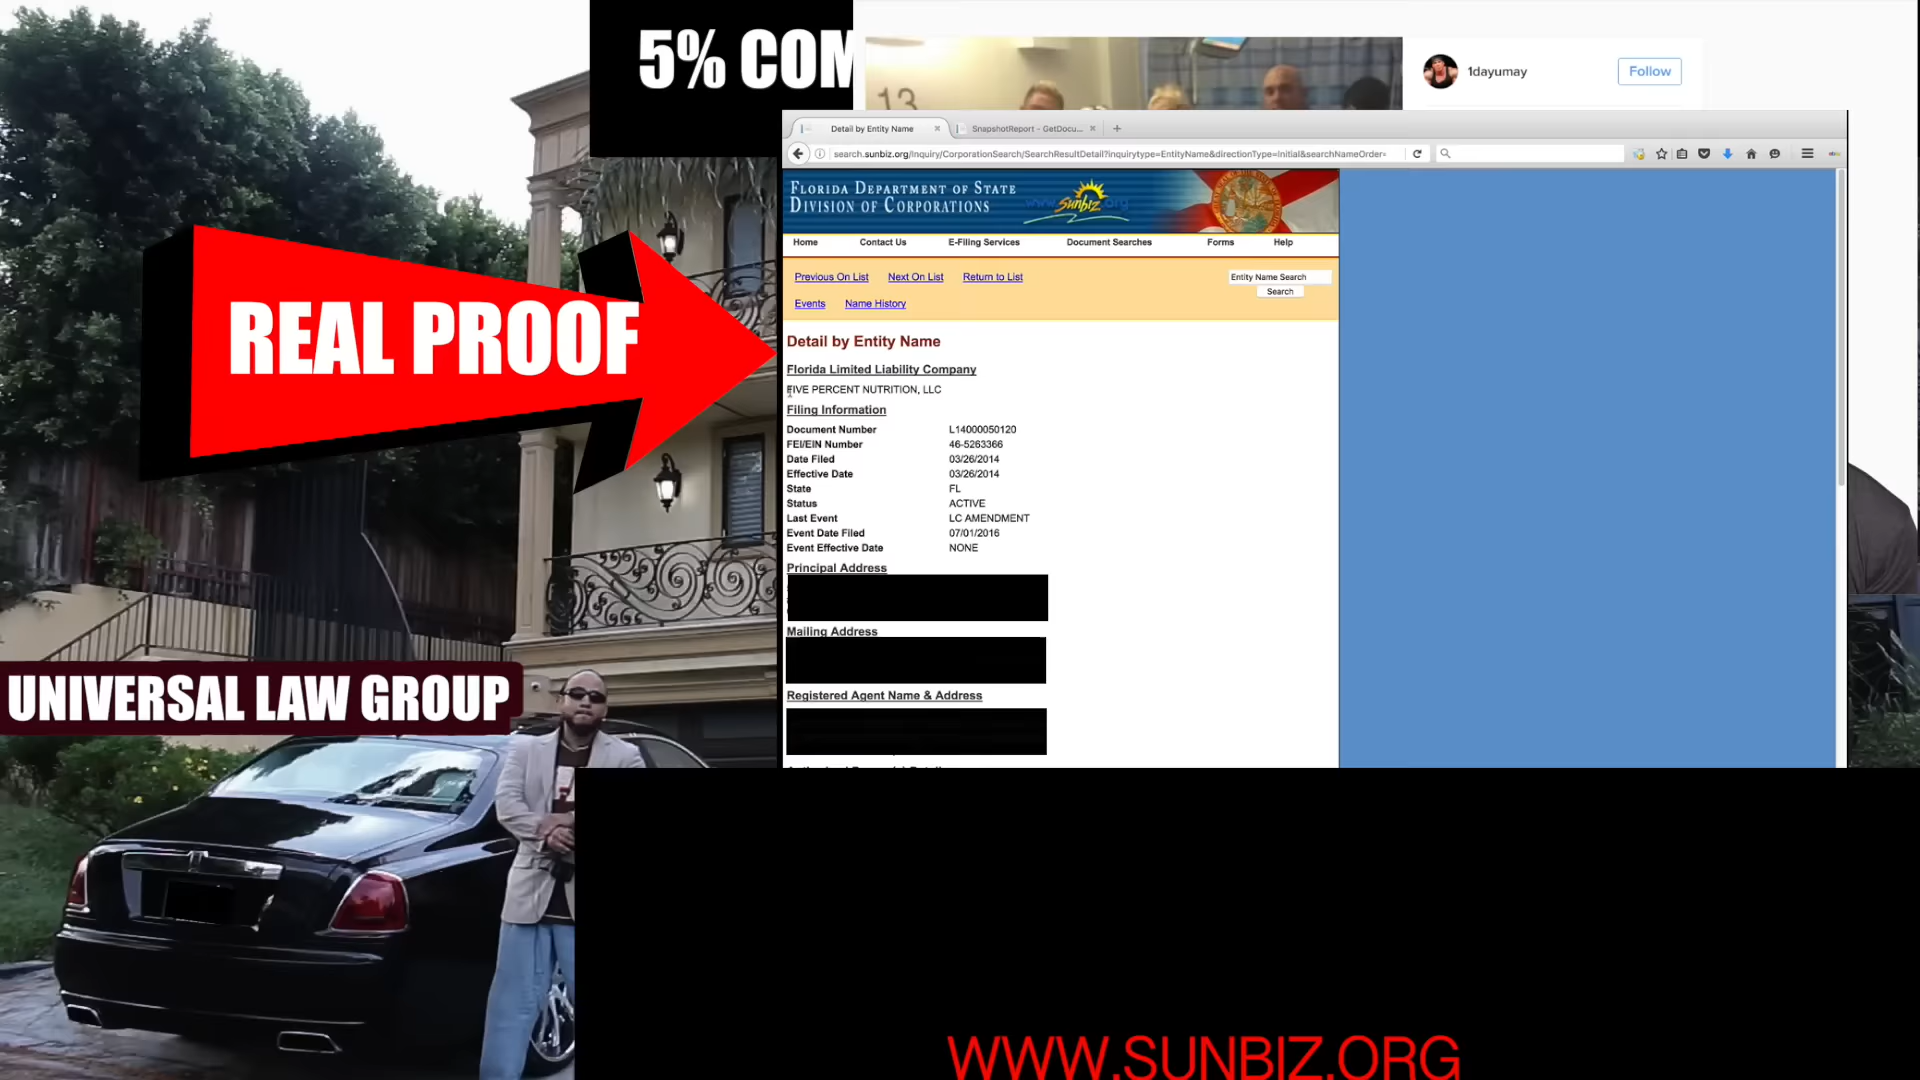 5% COM
13
1dayumay
Follow
Detail by Entity Name
SnapshotReport - GetDocu...
search.sunbiz.org/Inquiry/CorporationSearch/SearchResultDetail?inquirytype=EntityName&directionType=Initial&searchNameOrder=
FLORIDA DEPARTMENT OF STATE
DIVISION OF CORPORATIONS
www.sunbiz.org
Home
Contact Us
E-Filing Services
Document Searches
Forms
Help
Previous On List
Next On List
Return to List
Entity Name Search
Search
Events
Name History
REAL PROOF
Detail by Entity Name
Florida Limited Liability Company
FIVE PERCENT NUTRITION, LLC
Filing Information
Document Number L14000050120
FEI/EIN Number 46-5263366
Date Filed 03/26/2014
Effective Date 03/26/2014
State FL
Status ACTIVE
Last Event LC AMENDMENT
Event Date Filed 07/01/2016
Event Effective Date NONE
Principal Address
Mailing Address
Registered Agent Name & Address
UNIVERSAL LAW GROUP
WWW.SUNBIZ.ORG